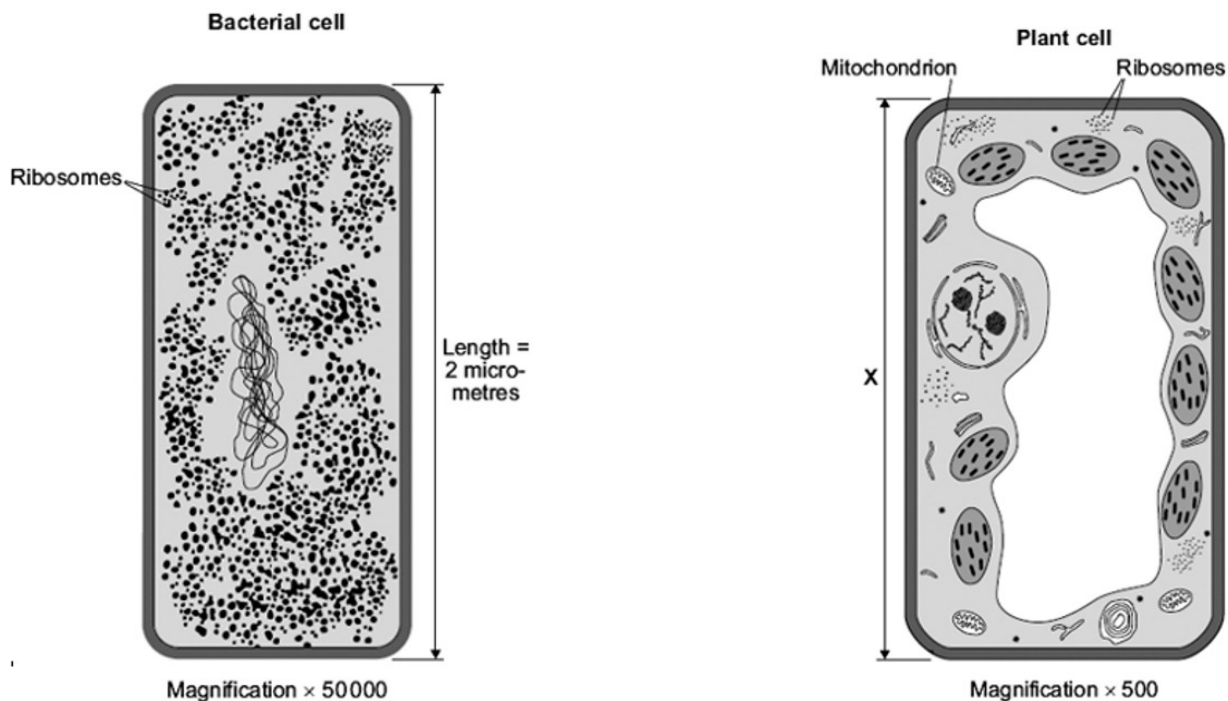 Bacterial cell
Ribosomes
Length =
2 micro-
metres
Magnification × 50000
Plant cell
Mitochondrion
Ribosomes
X
Magnification × 500